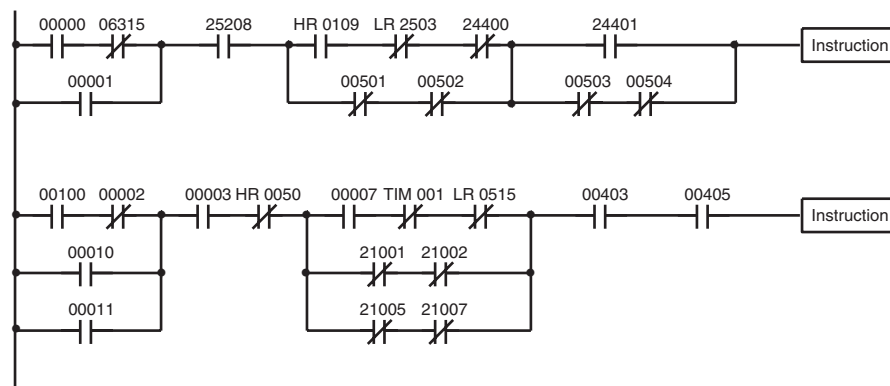 00000 06315 25208 HR 0109 LR 2503 24400 24401
Instruction
00001 00501 00502 00503 00504
00100 00002 00003 HR 0050 00007 TIM 001 LR 0515 00403 00405
Instruction
00010 21001 21002
00011 21005 21007